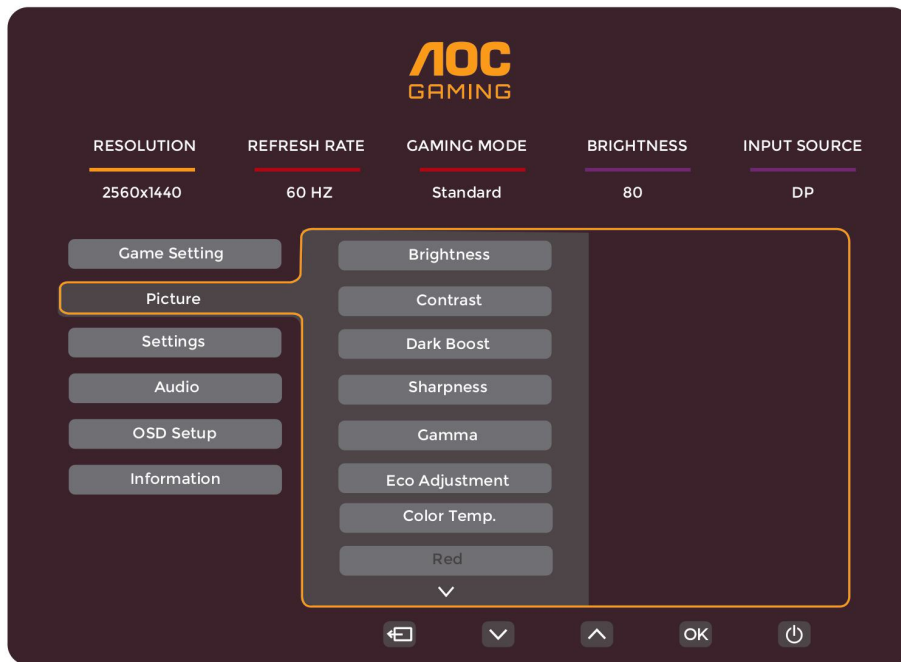 AOC
GAMING
RESOLUTION REFRESH RATE GAMING MODE BRIGHTNESS INPUT SOURCE
2560x1440 60 HZ Standard 80 DP
Game Setting
Picture
Settings
Audio
OSD Setup
Information
Brightness
Contrast
Dark Boost
Sharpness
Gamma
Eco Adjustment
Color Temp.
Red
OK